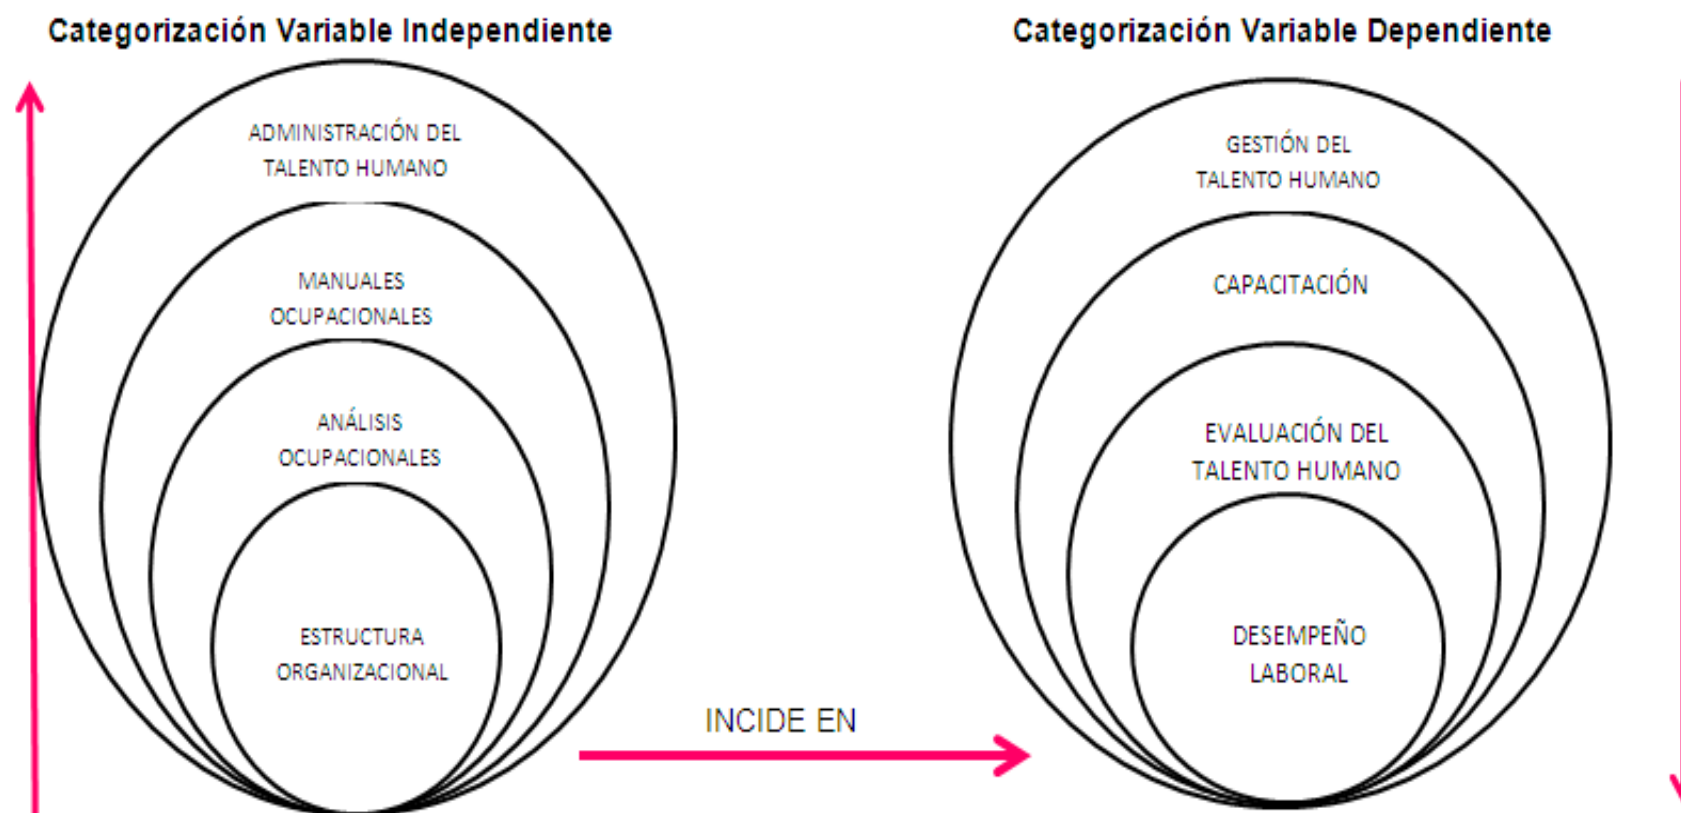 Categorización Variable Independiente
ADMINISTRACIÓN DEL
TALENTO HUMANO
MANUALES
OCUPACIONALES
ANÁLISIS
OCUPACIONALES
ESTRUCTURA
ORGANIZACIONAL
INCIDE EN
Categorización Variable Dependiente
GESTIÓN DEL
TALENTO HUMANO
CAPACITACIÓN
EVALUACIÓN DEL
TALENTO HUMANO
DESEMPEÑO
LABORAL